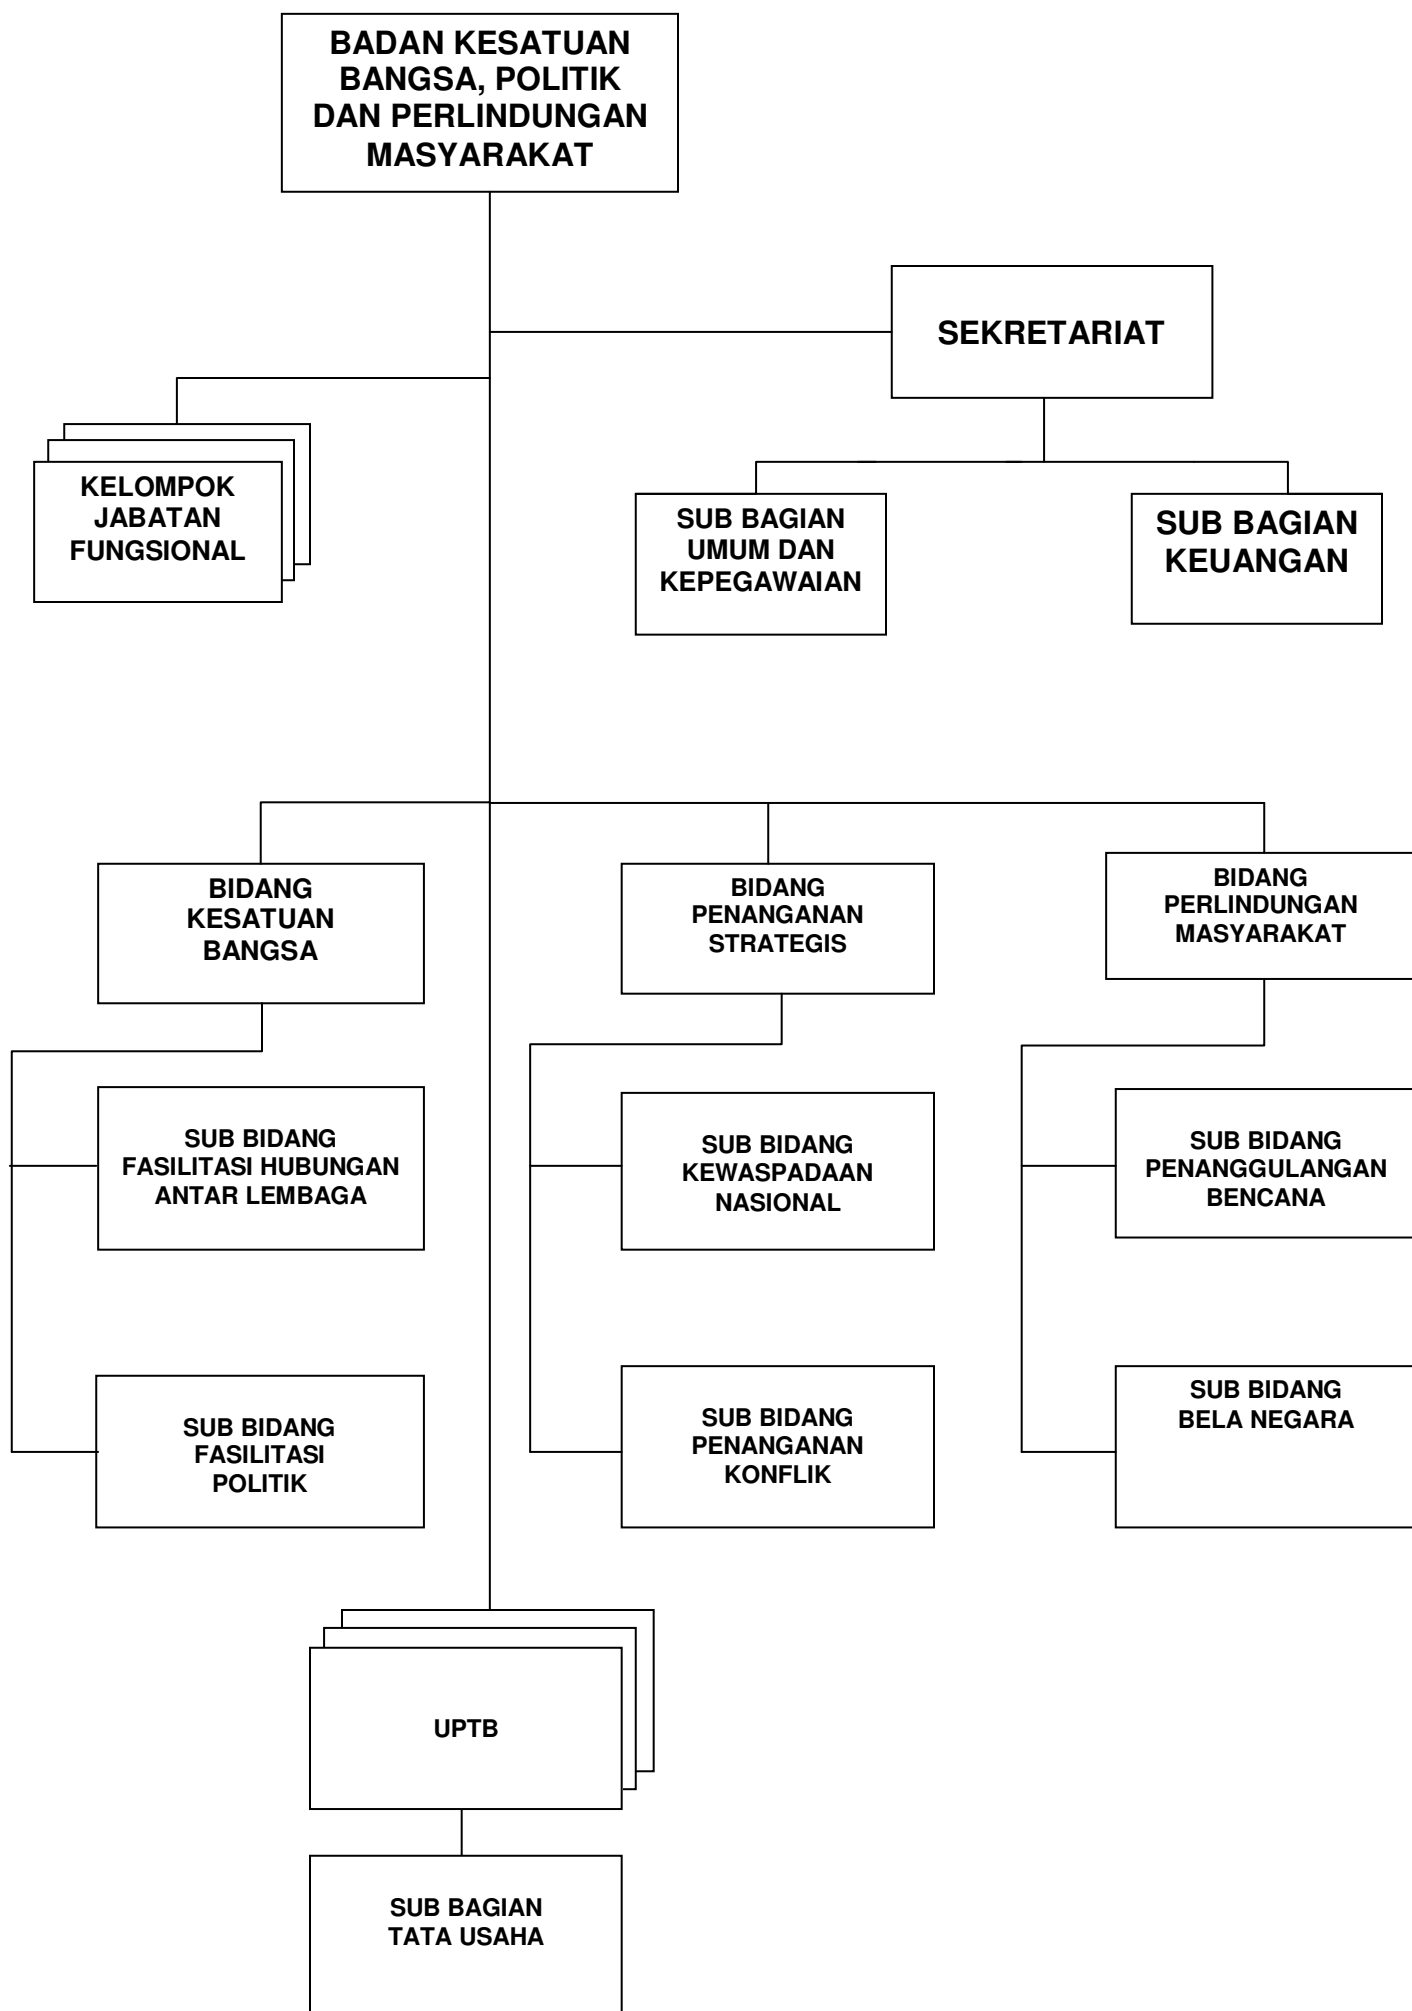 BADAN KESATUAN
BANGSA, POLITIK
DAN PERLINDUNGAN
MASYARAKAT
SEKRETARIAT
KELOMPOK
JABATAN
FUNGSIONAL
SUB BAGIAN
UMUM DAN
KEPEGAWAIAN
SUB BAGIAN
KEUANGAN
BIDANG
KESATUAN
BANGSA
BIDANG
PENANGANAN
STRATEGIS
BIDANG
PERLINDUNGAN
MASYARAKAT
SUB BIDANG
FASILITASI HUBUNGAN
ANTAR LEMBAGA
SUB BIDANG
KEWASPADAAN
NASIONAL
SUB BIDANG
PENANGGULANGAN
BENCANA
SUB BIDANG
FASILITASI
POLITIK
SUB BIDANG
PENANGANAN
KONFLIK
SUB BIDANG
BELA NEGARA
UPTB
SUB BAGIAN
TATA USAHA